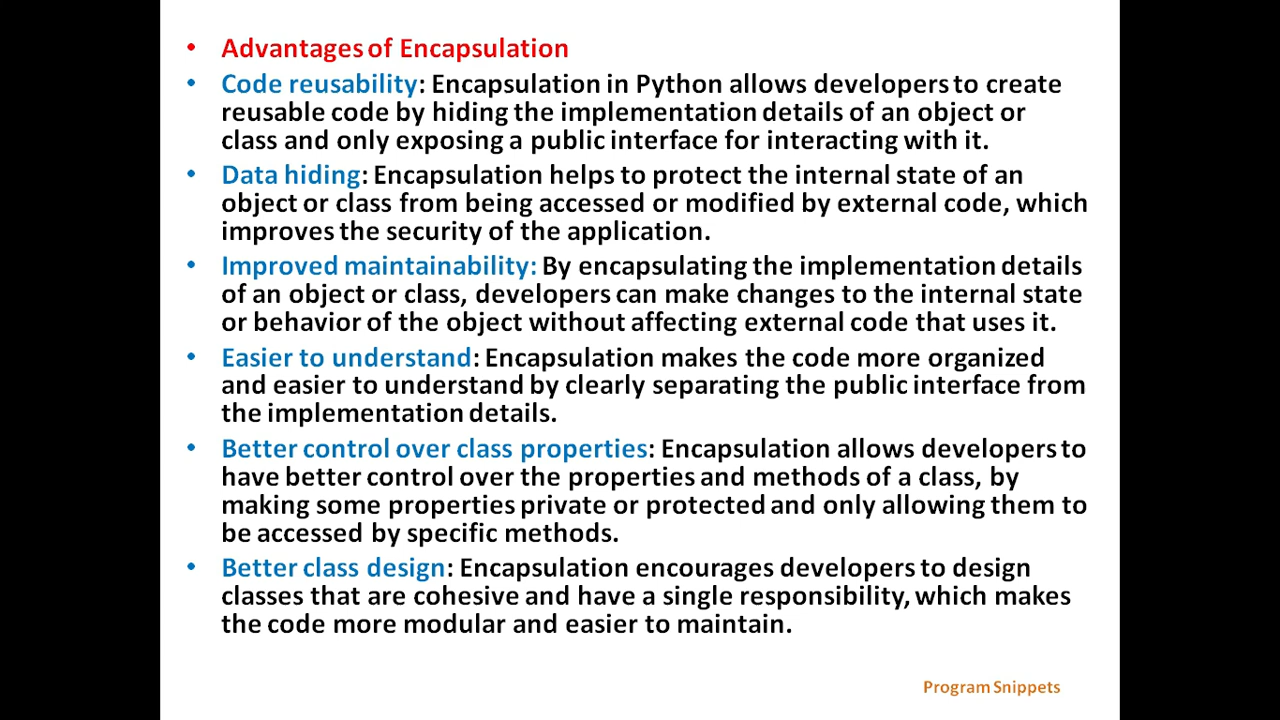 • Advantages of Encapsulation
• Code reusability: Encapsulation in Python allows developers to create
reusable code by hiding the implementation details of an object or
class and only exposing a public interface for interacting with it.
• Data hiding: Encapsulation helps to protect the internal state of an
object or class from being accessed or modified by external code, which
improves the security of the application.
• Improved maintainability: By encapsulating the implementation details
of an object or class, developers can make changes to the internal state
or behavior of the object without affecting external code that uses it.
• Easier to understand: Encapsulation makes the code more organized
and easier to understand by clearly separating the public interface from
the implementation details.
• Better control over class properties: Encapsulation allows developers to
have better control over the properties and methods of a class, by
making some properties private or protected and only allowing them to
be accessed by specific methods.
• Better class design: Encapsulation encourages developers to design
classes that are cohesive and have a single responsibility, which makes
the code more modular and easier to maintain.
Program Snippets